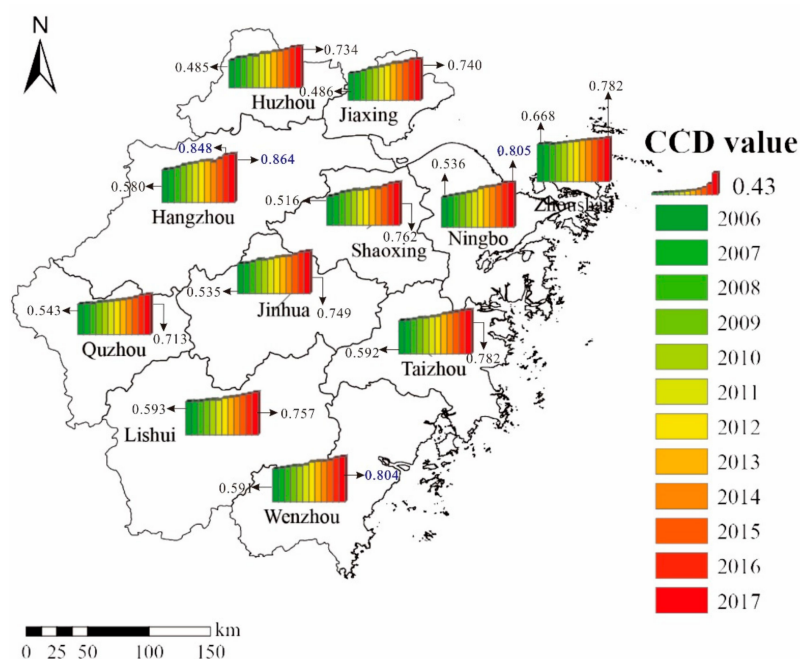 N
0.734
0.485
Huzhou
0.740
0.486
Jiaxing
0.782
0.668
CCD value
0.43
0.848
0.864
0.580
Hangzhou
0.805
0.536
Zhoushan
0.516
Shaoxing
0.762
Ningbo
0.535
Jinhua
0.749
0.543
Quzhou
0.713
0.592
Taizhou
0.782
0.593
0.757
Lishui
0.591
0.804
Wenzhou
2006
2007
2008
2009
2010
2011
2012
2013
2014
2015
2016
2017
km
0 25 50 100 150